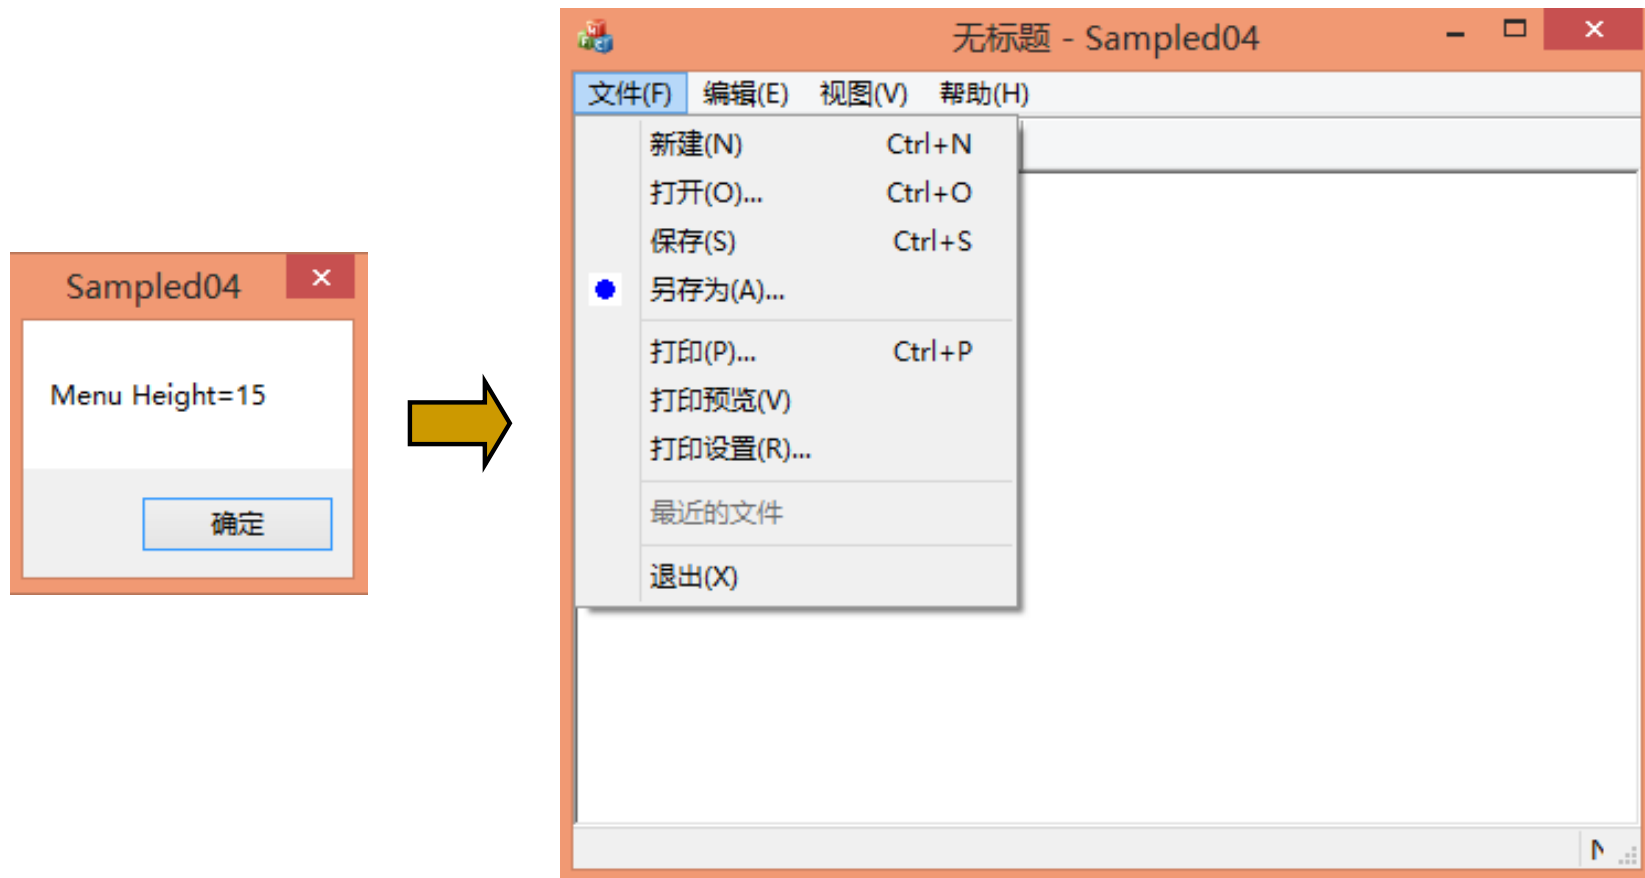 Sampled04
Menu Height=15
确定
无标题 - Sampled04
文件(F) 编辑(E) 视图(V) 帮助(H)
新建(N) Ctrl+N
打开(O)... Ctrl+O
保存(S) Ctrl+S
另存为(A)...
打印(P)... Ctrl+P
打印预览(V)
打印设置(R)...
最近的文件
退出(X)